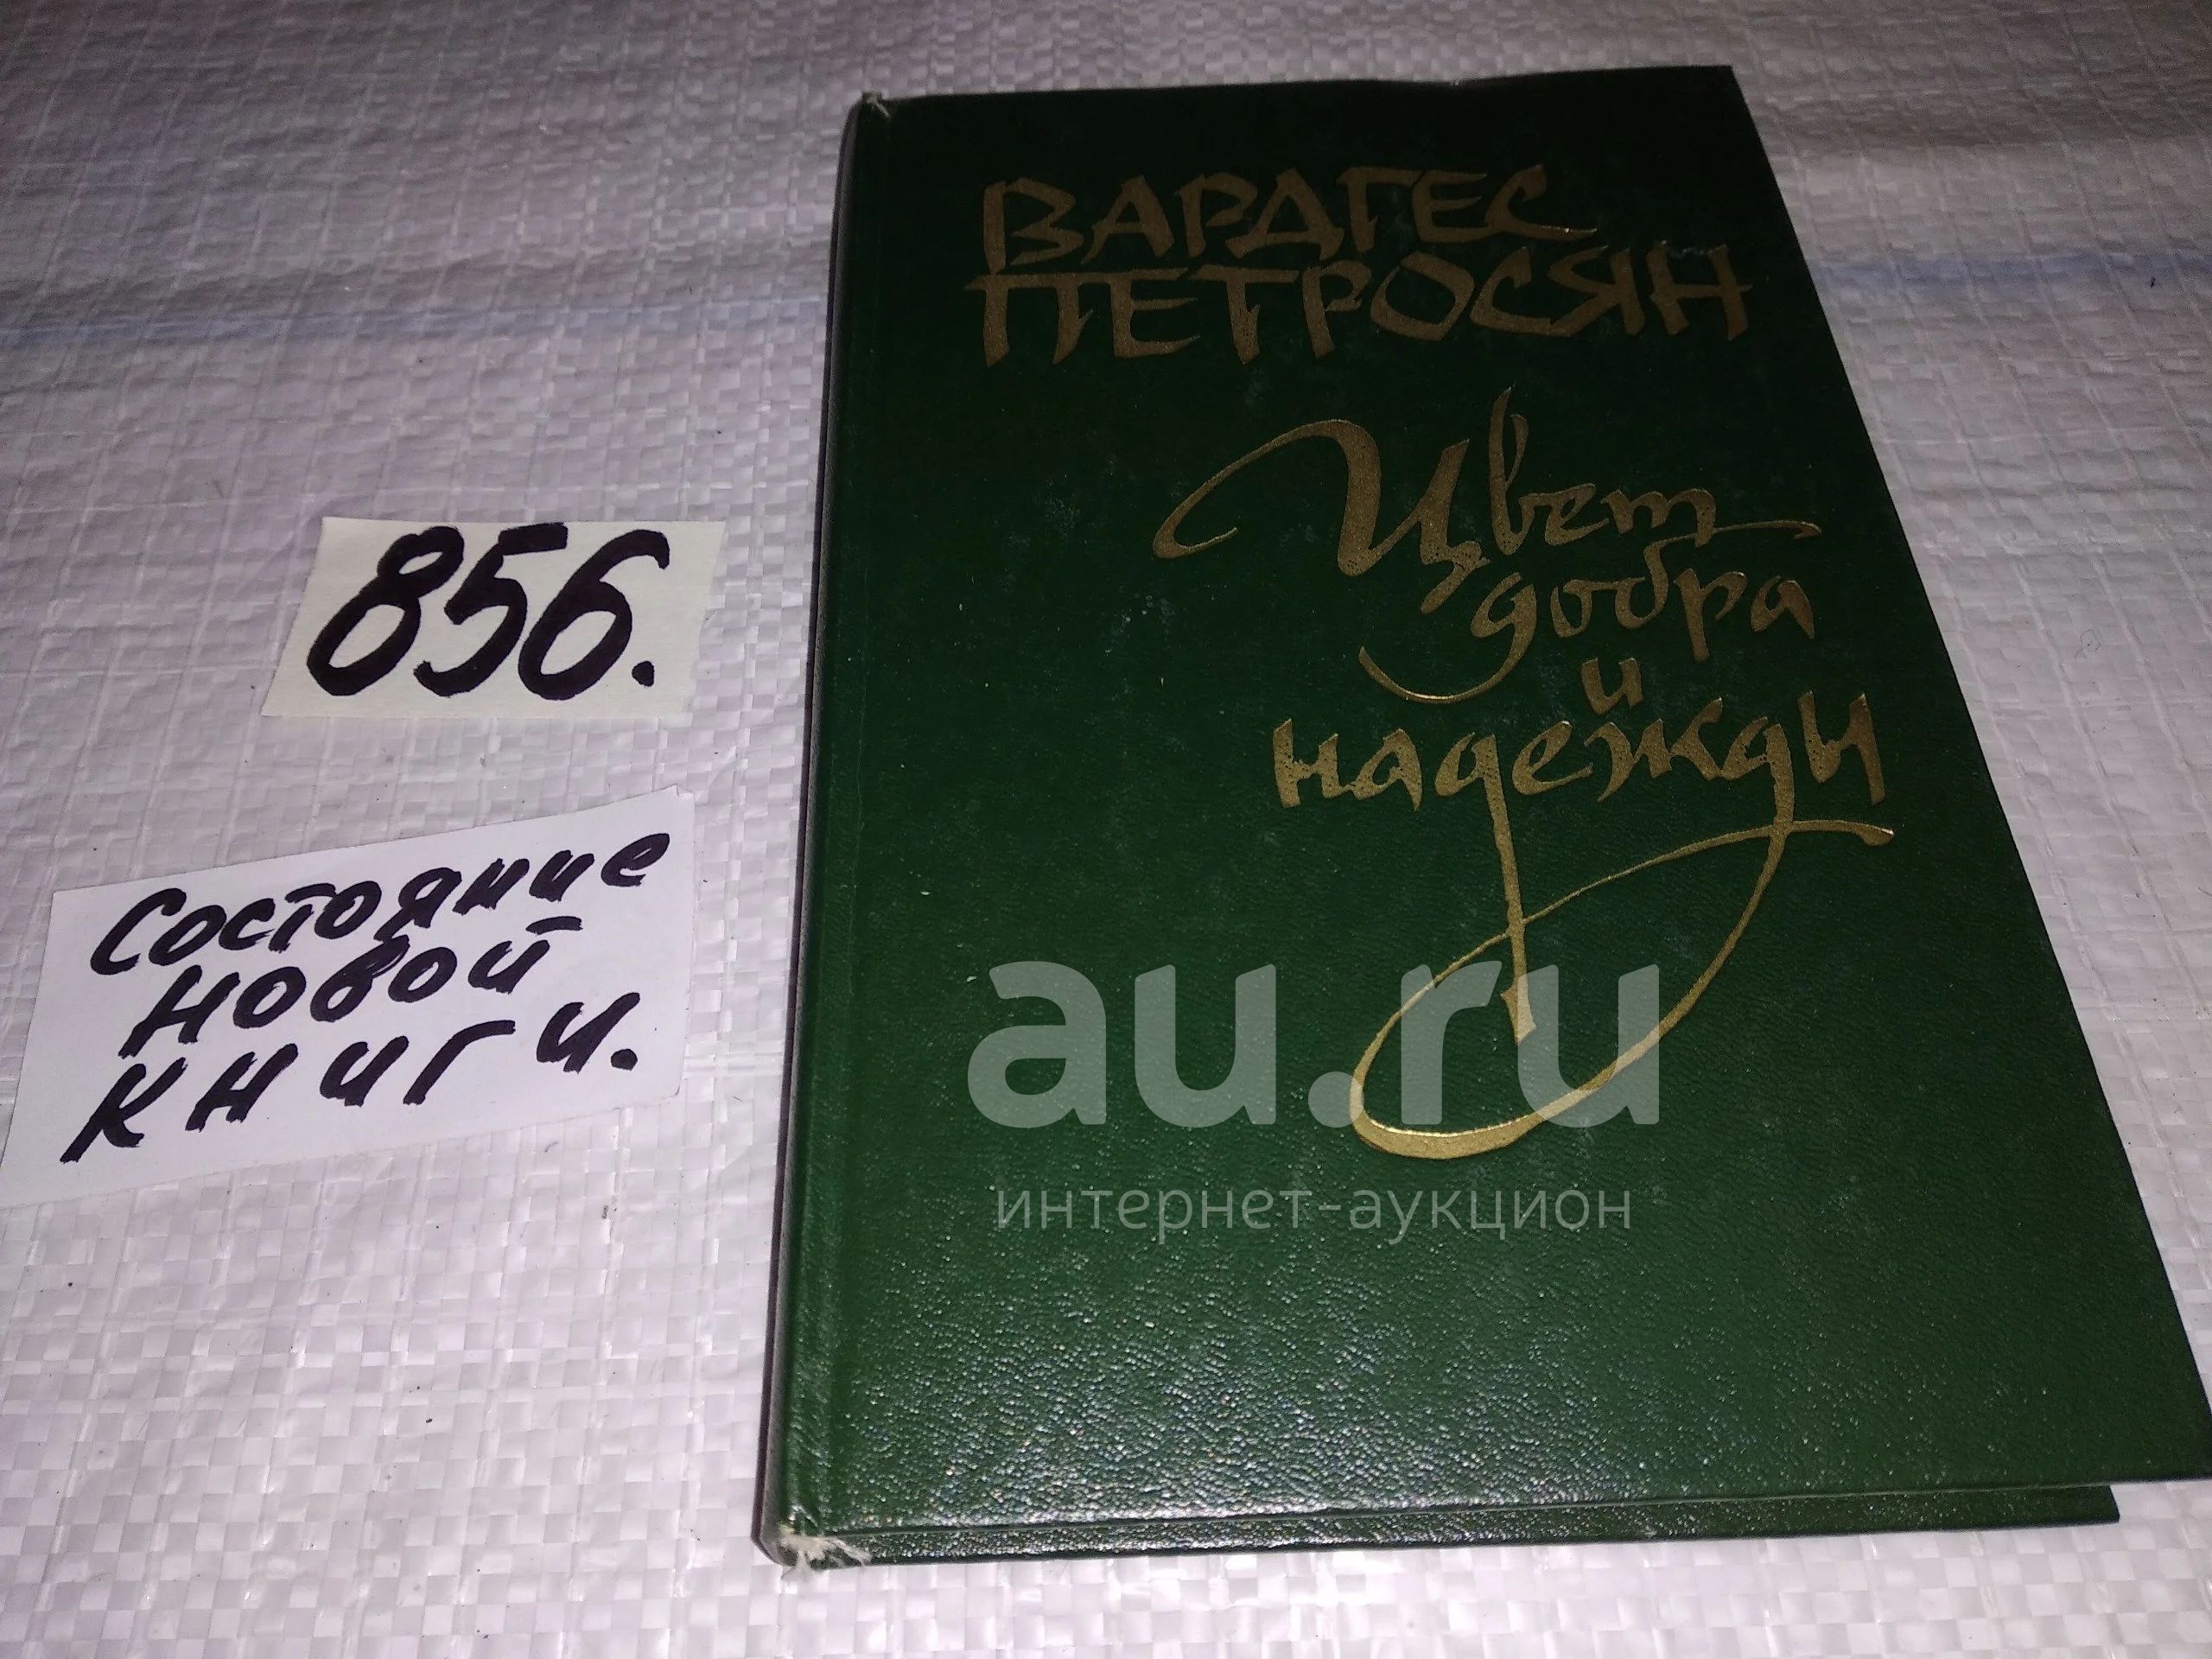 ВАРДГЕС
ПЕТРОСЯН
Цвет
добра
и
надежды
856.
Состояние
новой
книги.
au.ru
интернет-аукцион